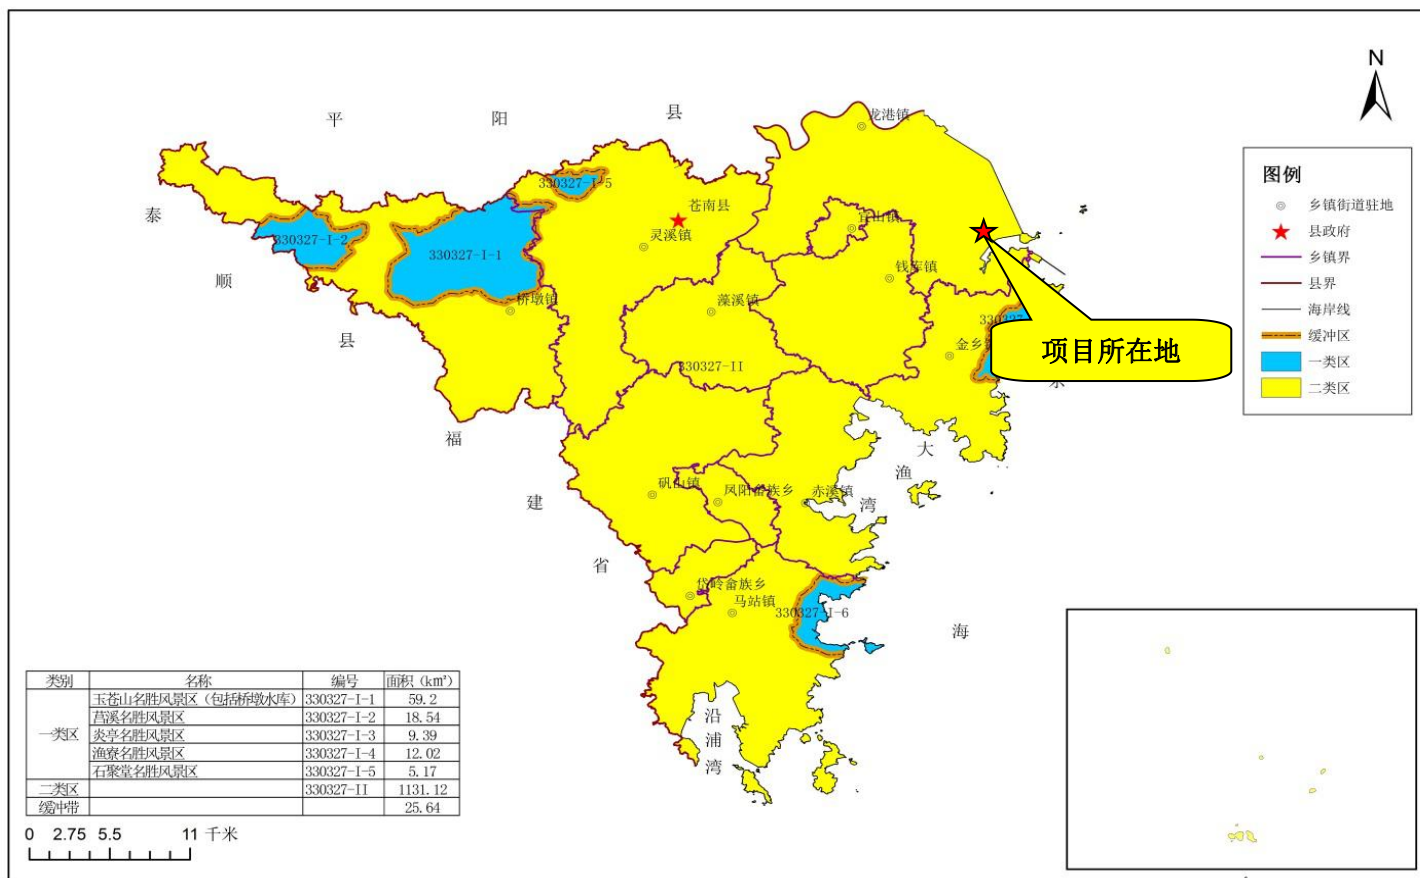 N
平 阳 县
龙港镇
图例
乡镇街道驻地
县政府
乡镇界
县界
海岸线
缓冲区
一类区
二类区
330327-I-5
苍南县
泰
顺
县
330327-I-2
330327-I-1
灵溪镇
宜山镇
钱库镇
桥墩镇
藻溪镇
330327
金乡
项目所在地
330327-II
东
福
建
省
大
渔
湾
矾山镇
凤阳畲族乡
赤溪镇
岱岭畲族乡
马站镇
330327-I-6
海
沿
浦
湾
类别 名称 编号 面积（km²）
一类区 玉苍山名胜风景区（包括桥墩水库） 330327-I-1 59.2
莒溪名胜风景区 330327-I-2 18.54
炎亭名胜风景区 330327-I-3 9.39
渔寮名胜风景区 330327-I-4 12.02
石聚堂名胜风景区 330327-I-5 5.17
二类区 330327-II 1131.12
缓冲带 25.64
0 2.75 5.5 11 千米